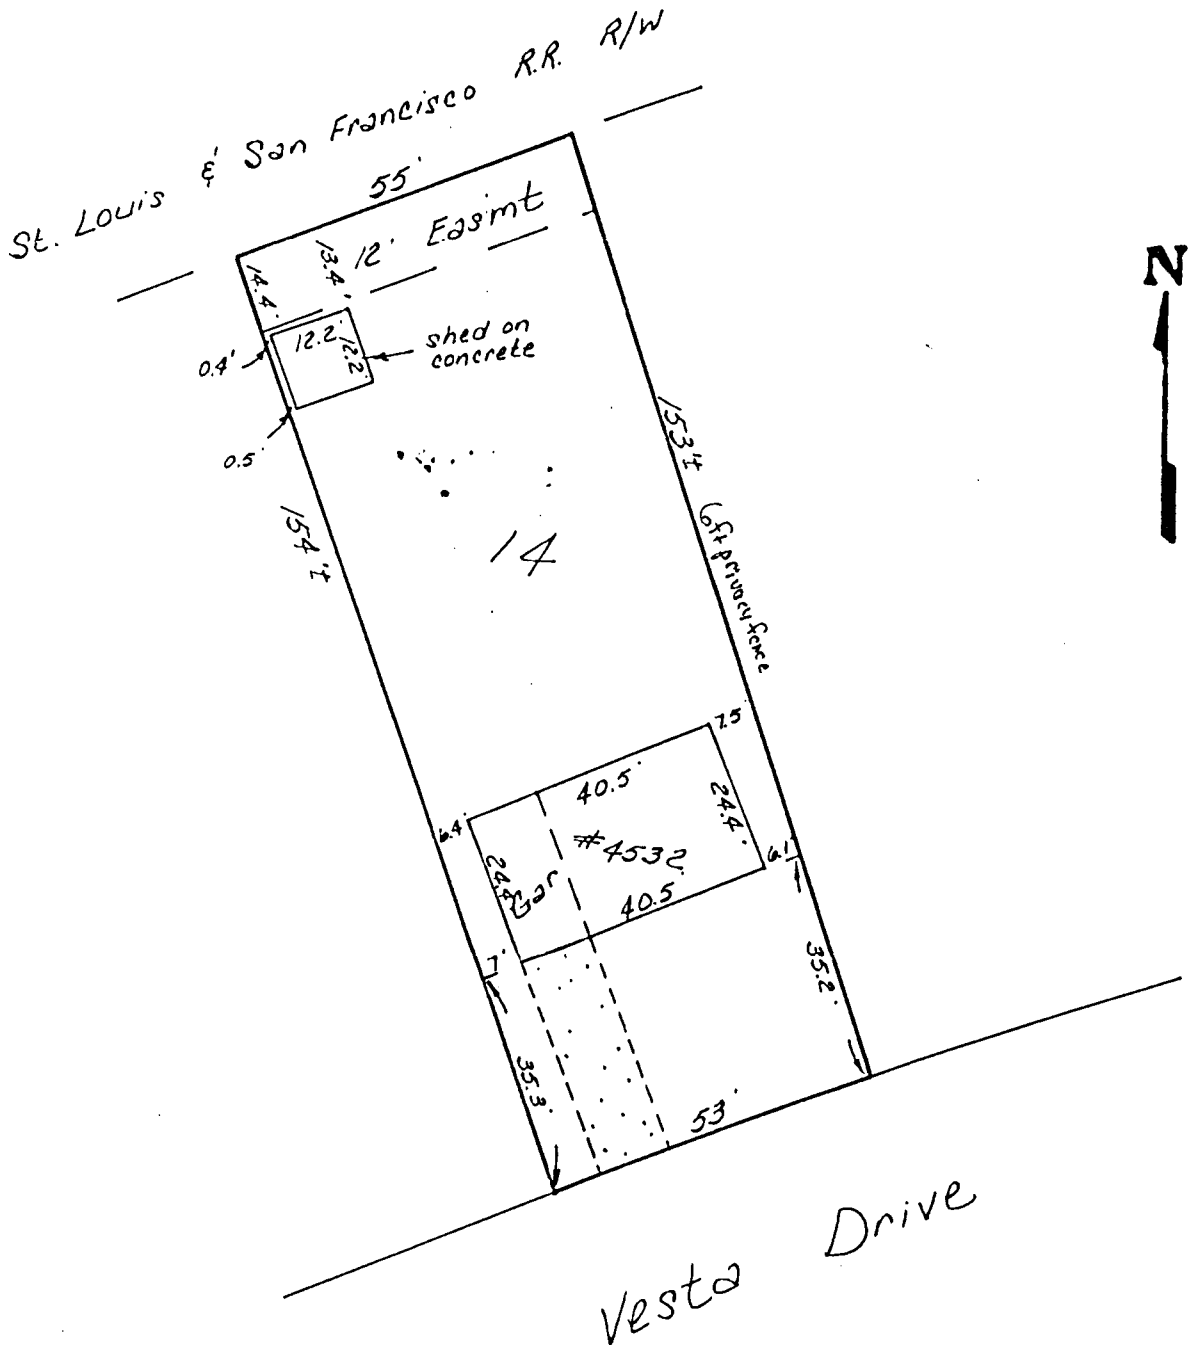 St. Louis & San Francisco R.R. R/W
55'
12' Easmt
14.4'
13.4'
N
12.2'
12.2'
shed on
concrete
0.4'
0.5'
153'±
154'±
6ft privacy fence
14
7.5'
40.5'
24.4'
6.4'
#4532
24.4'
Gar
6.1'
40.5'
7'
35.2'
35.3'
53'
Vesta Drive